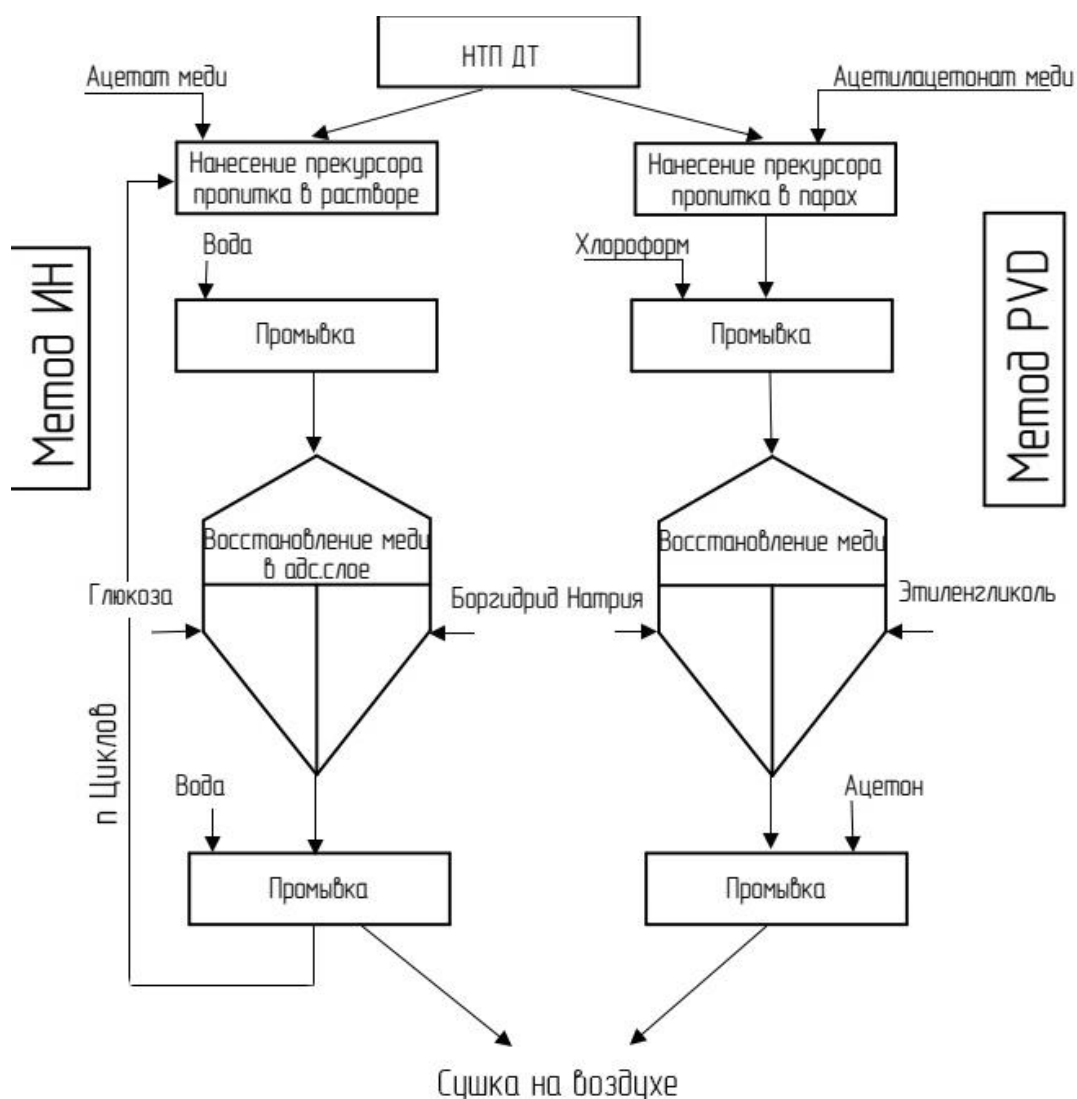 НТП ДТ
Ацетат меди
Ацетилацетонат меди
Нанесение прекурсора
пропитка в растворе
Нанесение прекурсора
пропитка в парах
Вода
Хлороформ
Метод ИН
Промывка
Промывка
Метод PVD
Восстановление меди
в адс.слое
Восстановление меди
Глюкоза
Боргидрид Натрия
Этиленгликоль
n Циклов
Вода
Ацетон
Промывка
Промывка
Сушка на воздухе